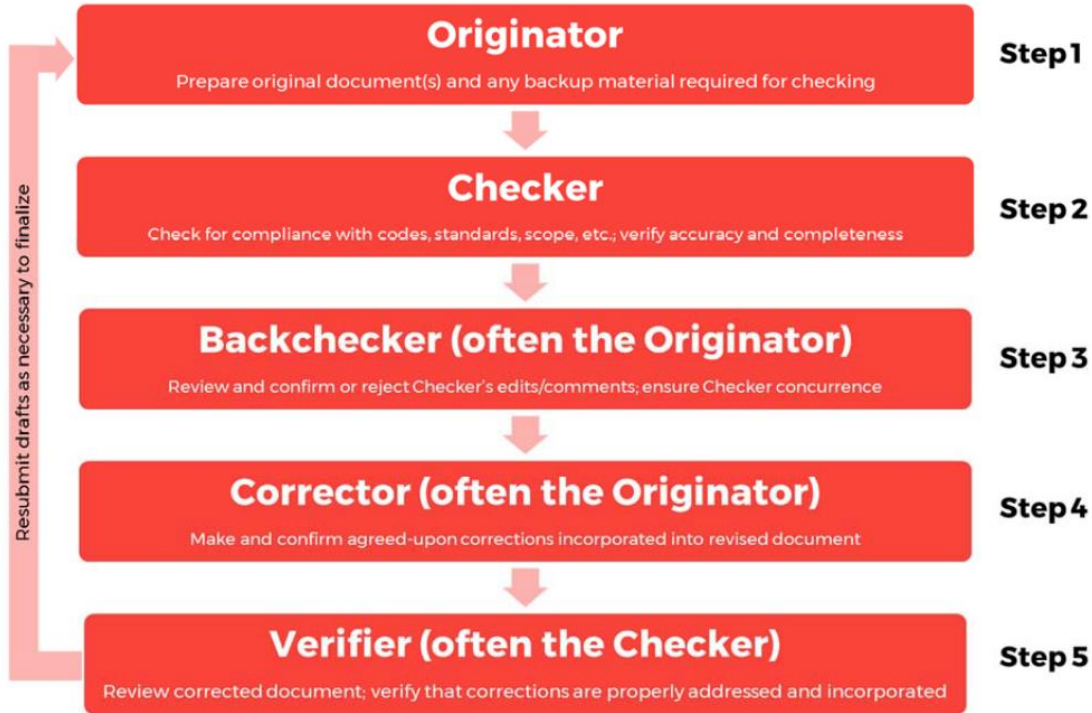 Originator
Prepare original document(s) and any backup material required for checking
Step 1
Checker
Check for compliance with codes, standards, scope, etc.; verify accuracy and completeness
Step 2
Backchecker (often the Originator)
Review and confirm or reject Checker's edits/comments; ensure Checker concurrence
Step 3
Corrector (often the Originator)
Make and confirm agreed-upon corrections incorporated into revised document
Step 4
Verifier (often the Checker)
Review corrected document; verify that corrections are properly addressed and incorporated
Step 5
Resubmit drafts as necessary to finalize